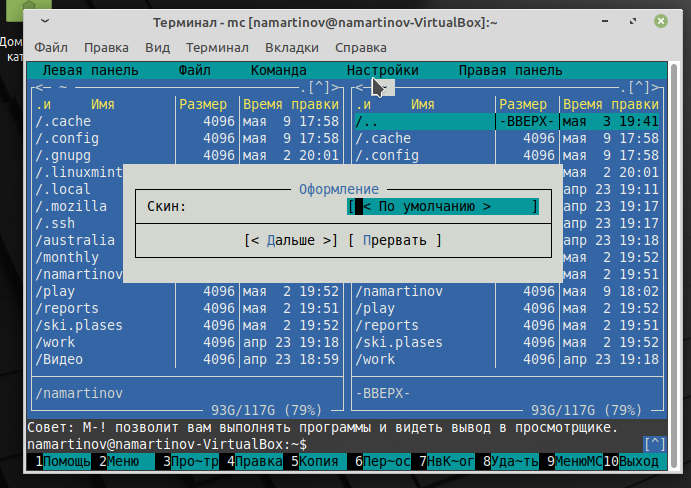 Дом
кат
Терминал - mc [namartinov@namartinov-VirtualBox]:~
Файл Правка Вид Терминал Вкладки Справка
Левая панель Файл Команда Настройки Правая панель
<─ ~ .[^]> <─ ~ .[^]>
.и Имя Размер Время правки .и Имя Размер Время правки
/.cache 4096 мая 9 17:58 /.. -ВВЕРХ- мая 3 19:41
/.config 4096 мая 9 17:58 /.cache 4096 мая 9 17:58
/.gnupg 4096 мая 2 20:01 /.config 4096 мая 9 17:58
/.linuxmint мая 2 20:01
/.local апр 23 19:11
/.mozilla апр 23 19:17
/.ssh апр 23 19:17
/australia апр 23 19:18
/monthly мая 2 19:52
/namartinov мая 2 19:51
Оформление
Скин: [ < По умолчанию > ]
[< Дальше >] [ Прервать ]
/play 4096 мая 2 19:52 /namartinov 4096 мая 9 18:02
/reports 4096 мая 2 19:51 /play 4096 мая 2 19:52
/ski.plases 4096 мая 2 19:52 /reports 4096 мая 2 19:51
/work 4096 апр 23 19:18 /ski.plases 4096 мая 2 19:52
/Видео 4096 апр 23 18:59 /work 4096 апр 23 19:18
/namartinov -ВВЕРХ-
93G/117G (79%) 93G/117G (79%)
Совет: M-! позволит вам выполнять программы и видеть вывод в просмотрщике.
namartinov@namartinov-VirtualBox:~$ [^]
1Помощь 2Меню 3Про~тр 4Правка 5Копия 6Пер~ос 7НвК~ог 8Уда~ть 9МенюMC 10Выход